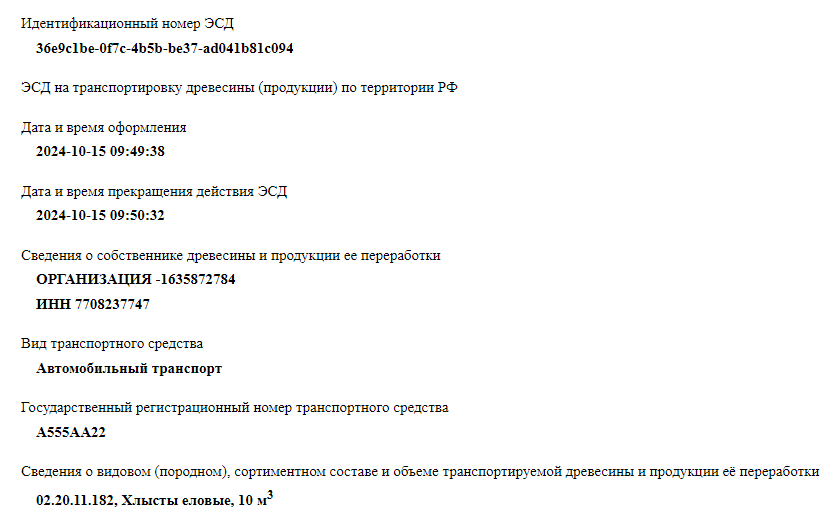 Идентификационный номер ЭСД
36e9c1be-0f7c-4b5b-be37-ad041b81c094
ЭСД на транспортировку древесины (продукции) по территории РФ
Дата и время оформления
2024-10-15 09:49:38
Дата и время прекращения действия ЭСД
2024-10-15 09:50:32
Сведения о собственнике древесины и продукции ее переработки
ОРГАНИЗАЦИЯ -1635872784
ИНН 7708237747
Вид транспортного средства
Автомобильный транспорт
Государственный регистрационный номер транспортного средства
А555АА22
Сведения о видовом (породном), сортиментном составе и объеме транспортируемой древесины и продукции её переработки
02.20.11.182, Хлысты еловые, 10 м³